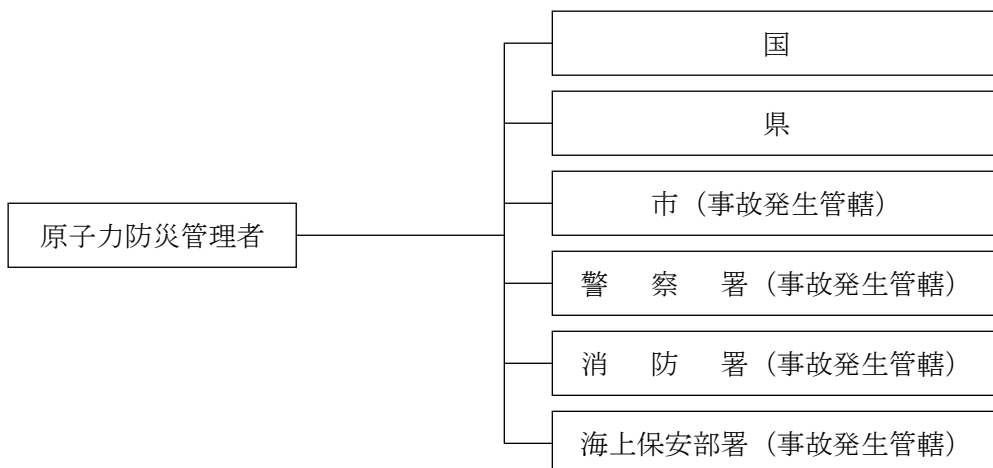 国
県
市（事故発生管轄）
原子力防災管理者
警　察　署（事故発生管轄）
消　防　署（事故発生管轄）
海上保安部署（事故発生管轄）